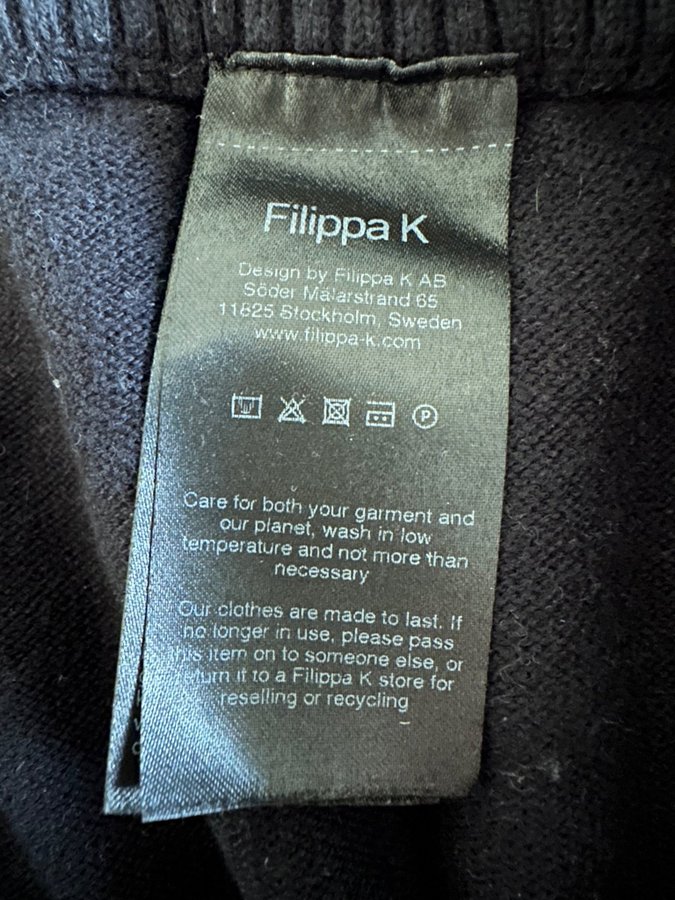 Filippa K
Design by Filippa K AB
Söder Mälarstrand 65
11825 Stockholm, Sweden
www.filippa-k.com
P
Care for both your garment and
our planet, wash in low
temperature and not more than
necessary
Our clothes are made to last. If
no longer in use, please pass
this item on to someone else, or
return it to a Filippa K store for
reselling or recycling